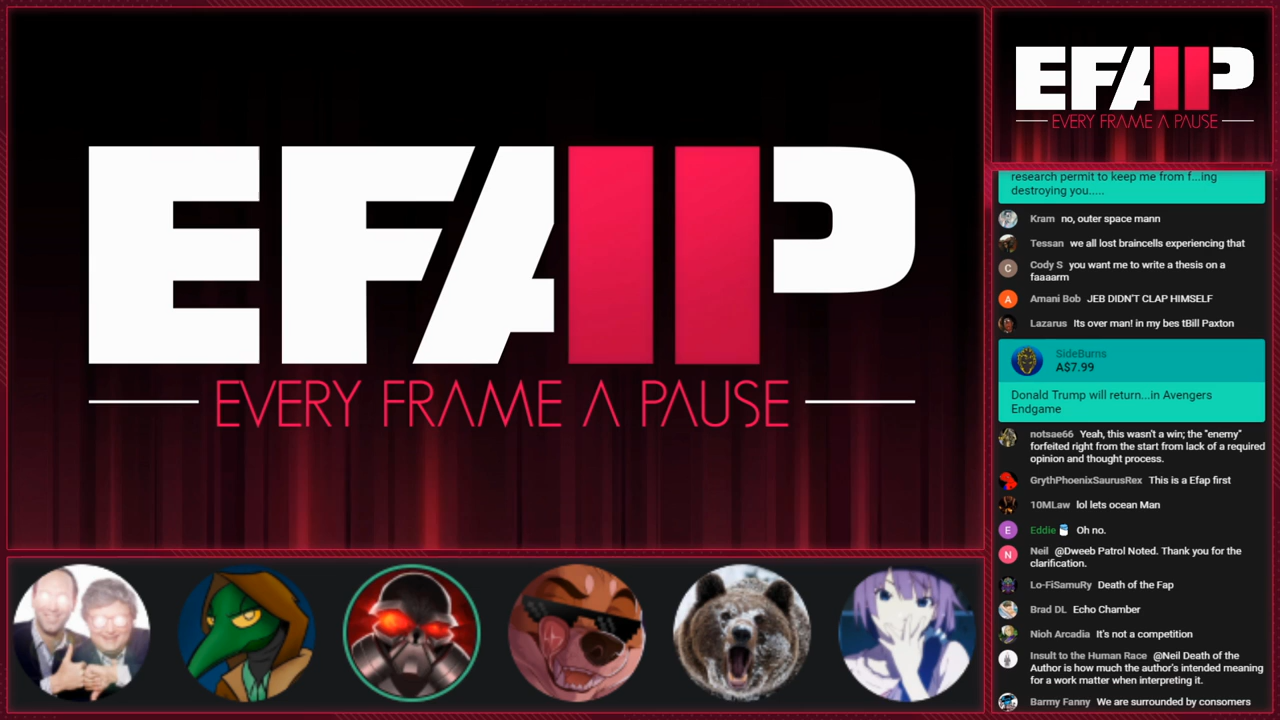 EFAP
EVERY FRAME A PAUSE
EFAP
EVERY FRAME A PAUSE
research permit to keep me from f...ing
destroying you.....
Kram no, outer space mann
Tessan we all lost braincells experiencing that
C
Cody S you want me to write a thesis on a
faaaarm
A
Amani Bob JEB DIDN'T CLAP HIMSELF
Lazarus Its over man! in my bes tBill Paxton
SideBurns
A$7.99
Donald Trump will return...in Avengers
Endgame
notsae66 Yeah, this wasn't a win; the "enemy"
forfeited right from the start from lack of a required
opinion and thought process.
GrythPhoenixSaurusRex This is a Efap first
10MLaw lol lets ocean Man
E
Eddie Oh no.
N
Neil @Dweeb Patrol Noted. Thank you for the
clarification.
Lo-FiSamuRy Death of the Fap
Brad DL Echo Chamber
Nioh Arcadia It's not a competition
Insult to the Human Race @Neil Death of the
Author is how much the author's intended meaning
for a work matter when interpreting it.
Barmy Fanny We are surrounded by consomers